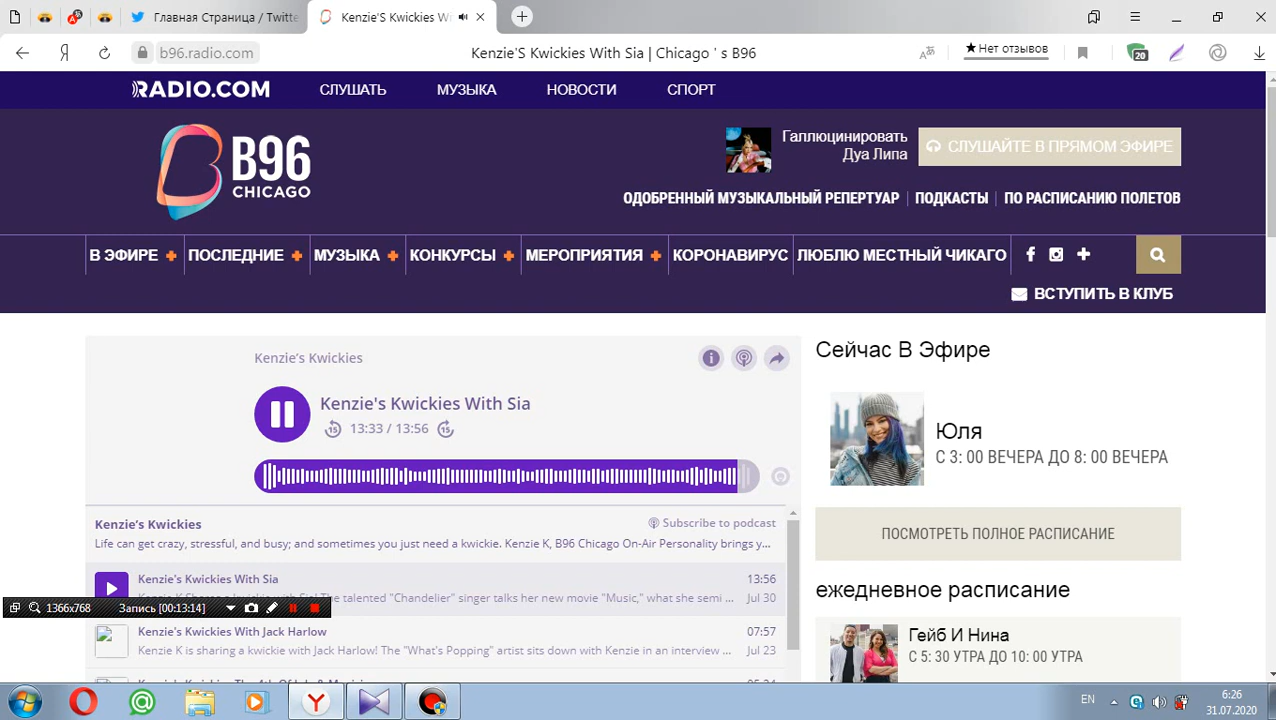 Главная Страница / Twitte
Kenzie'S Kwickies W
b96.radio.com
Kenzie'S Kwickies With Sia | Chicago ' s B96
★Нет отзывов
20
RADIO.COM
СЛУШАТЬ
МУЗЫКА
НОВОСТИ
СПОРТ
B96
CHICAGO
Галлюцинировать
Дуа Липа
СЛУШАЙТЕ В ПРЯМОМ ЭФИРЕ
ОДОБРЕННЫЙ МУЗЫКАЛЬНЫЙ РЕПЕРТУАР
ПОДКАСТЫ
ПО РАСПИСАНИЮ ПОЛЕТОВ
В ЭФИРЕ +
ПОСЛЕДНИЕ +
МУЗЫКА +
КОНКУРСЫ +
МЕРОПРИЯТИЯ +
КОРОНАВИРУС
ЛЮБЛЮ МЕСТНЫЙ ЧИКАГО
ВСТУПИТЬ В КЛУБ
Kenzie's Kwickies
Kenzie's Kwickies With Sia
15 13:33 / 13:56 15
Kenzie's Kwickies
Subscribe to podcast
Life can get crazy, stressful, and busy; and sometimes you just need a kwickie. Kenzie K, B96 Chicago On-Air Personality brings y...
Kenzie's Kwickies With Sia
13:56
The talented "Chandelier" singer talks her new movie "Music," what she semi ...
Jul 30
Kenzie's Kwickies With Jack Harlow
07:57
Kenzie K is sharing a kwickie with Jack Harlow! The "What's Popping" artist sits down with Kenzie in an interview ...
Jul 23
Сейчас В Эфире
Юля
С 3: 00 ВЕЧЕРА ДО 8: 00 ВЕЧЕРА
ПОСМОТРЕТЬ ПОЛНОЕ РАСПИСАНИЕ
ежедневное расписание
Гейб И Нина
С 5: 30 УТРА ДО 10: 00 УТРА
1366x768
Запись [00:13:14]
EN
6:26
31.07.2020